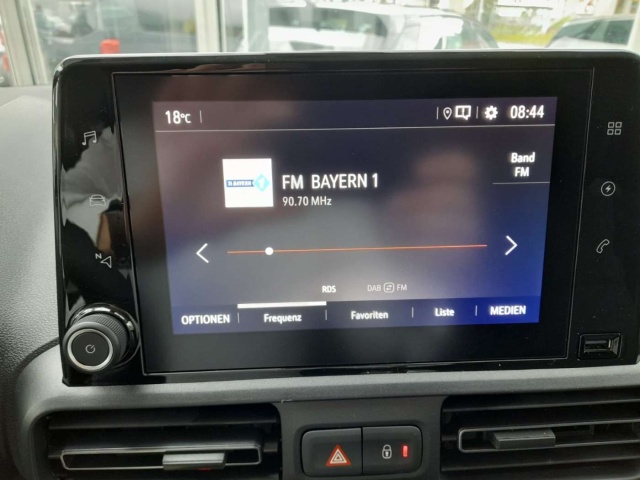 18°C
08:44
BAYERN
1
FM BAYERN 1
90.70 MHz
Band
FM
N
RDS
DAB FM
OPTIONEN
Frequenz
Favoriten
Liste
MEDIEN